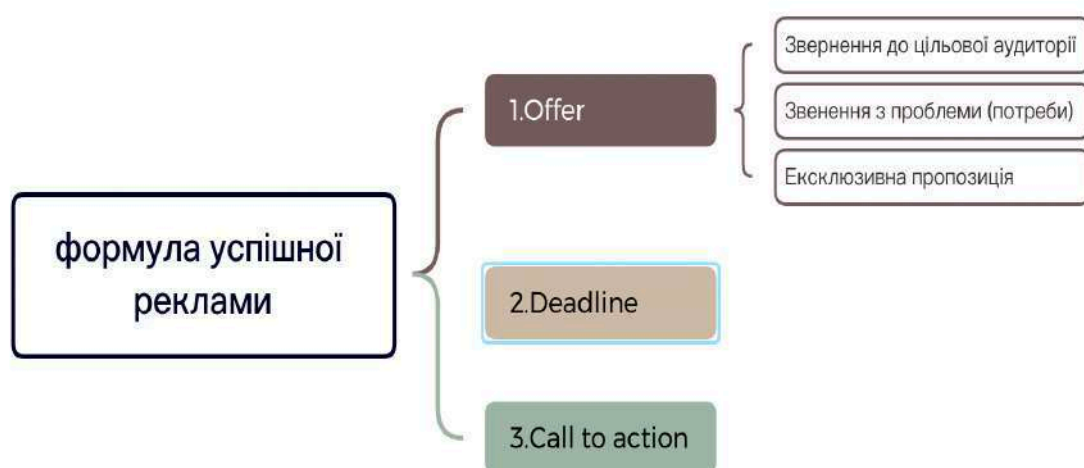 формула успішної
реклами
1.Offer
Звернення до цільової аудиторії
Звенення з проблеми (потреби)
Ексклюзивна пропозиція
2.Deadline
3.Call to action